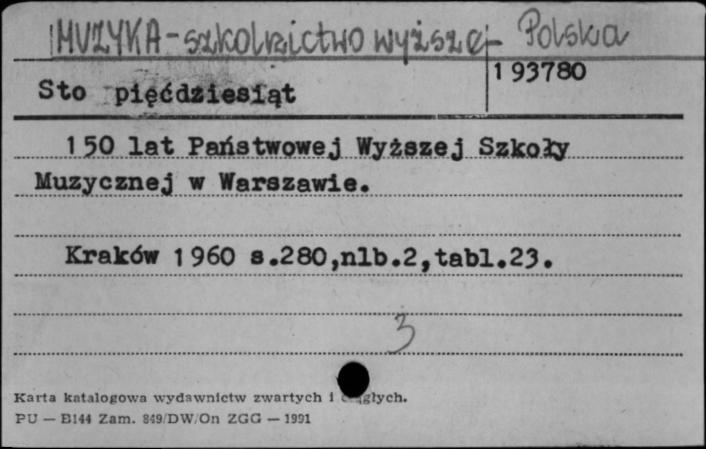 MUZYKA - szkolnictwo wyższe - Polska
193780
Sto pięćdziesiąt
150 lat Państwowej Wyższej Szkoły
Muzycznej w Warszawie.
Kraków 1960 s.280,nlb.2,tabl.23.
3
Karta katalogowa wydawnictw zwartych i
PU — B144 Zam. 849/DW/On ZGG — 1991